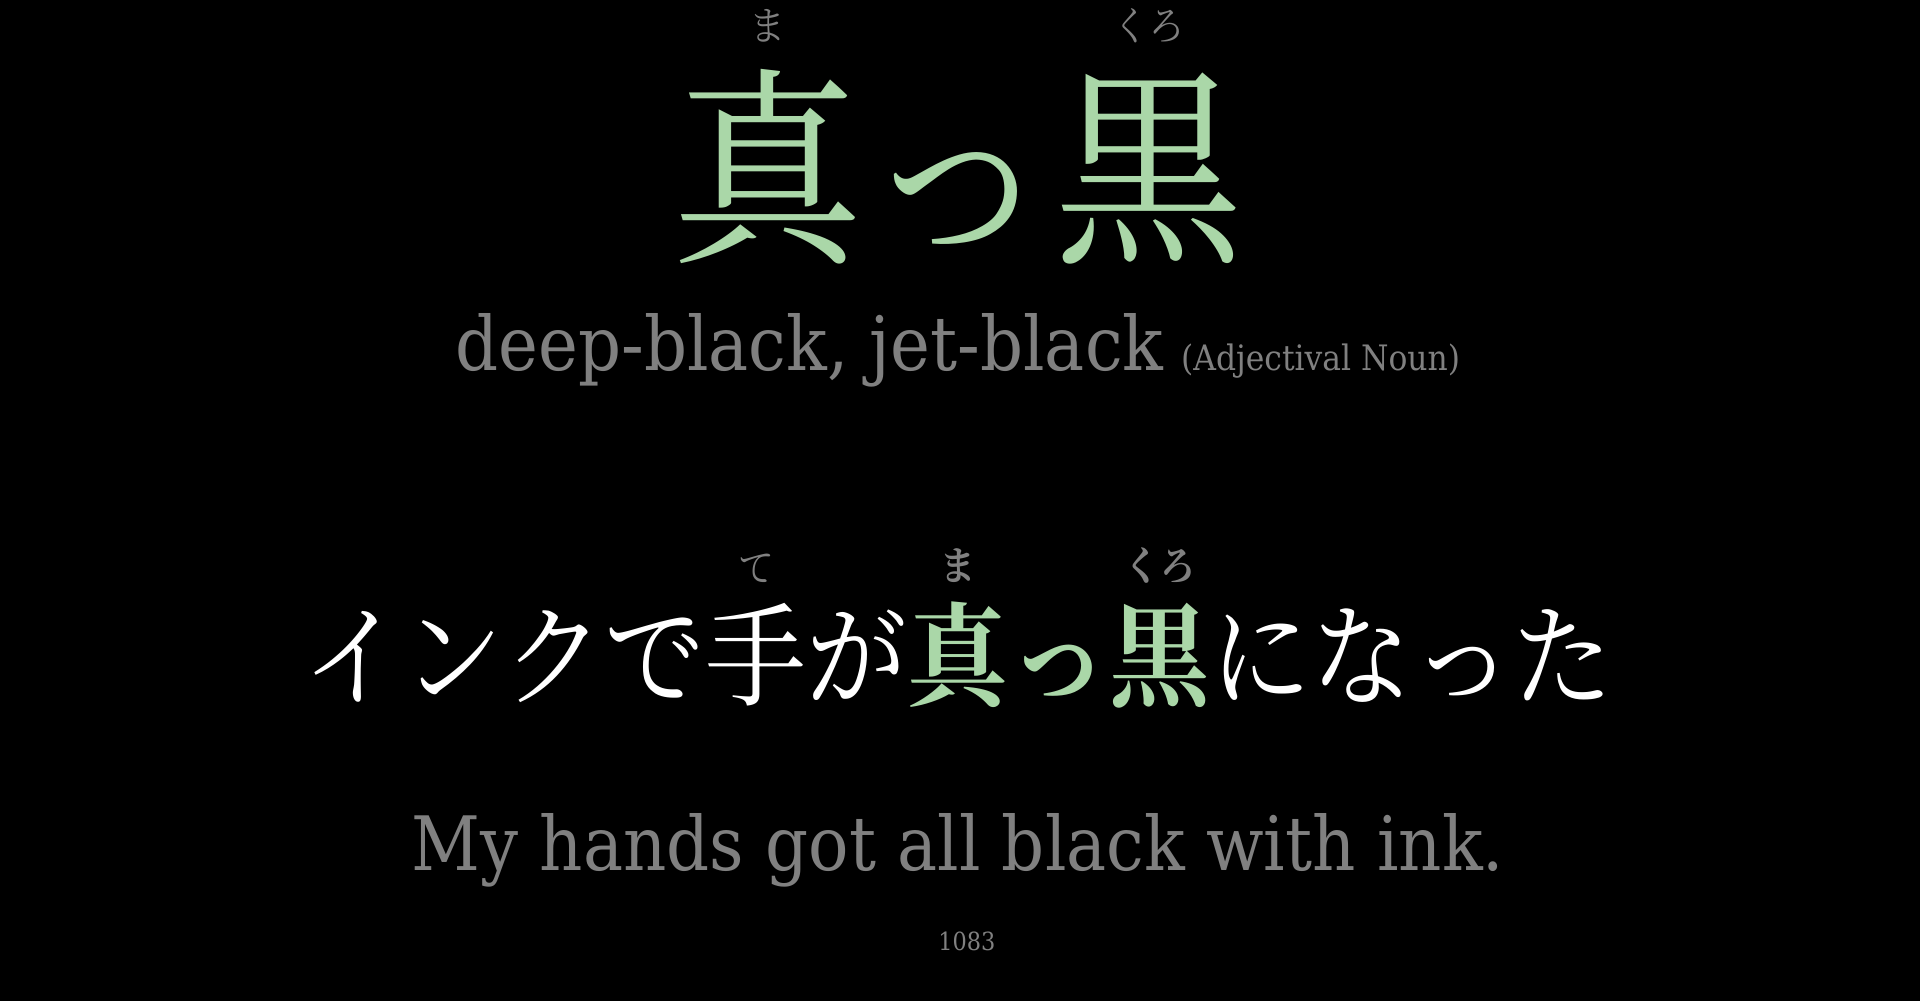 ま くろ
真っ黒
deep-black, jet-black (Adjectival Noun)
て ま くろ
インクで手が真っ黒になった
My hands got all black with ink.
1083